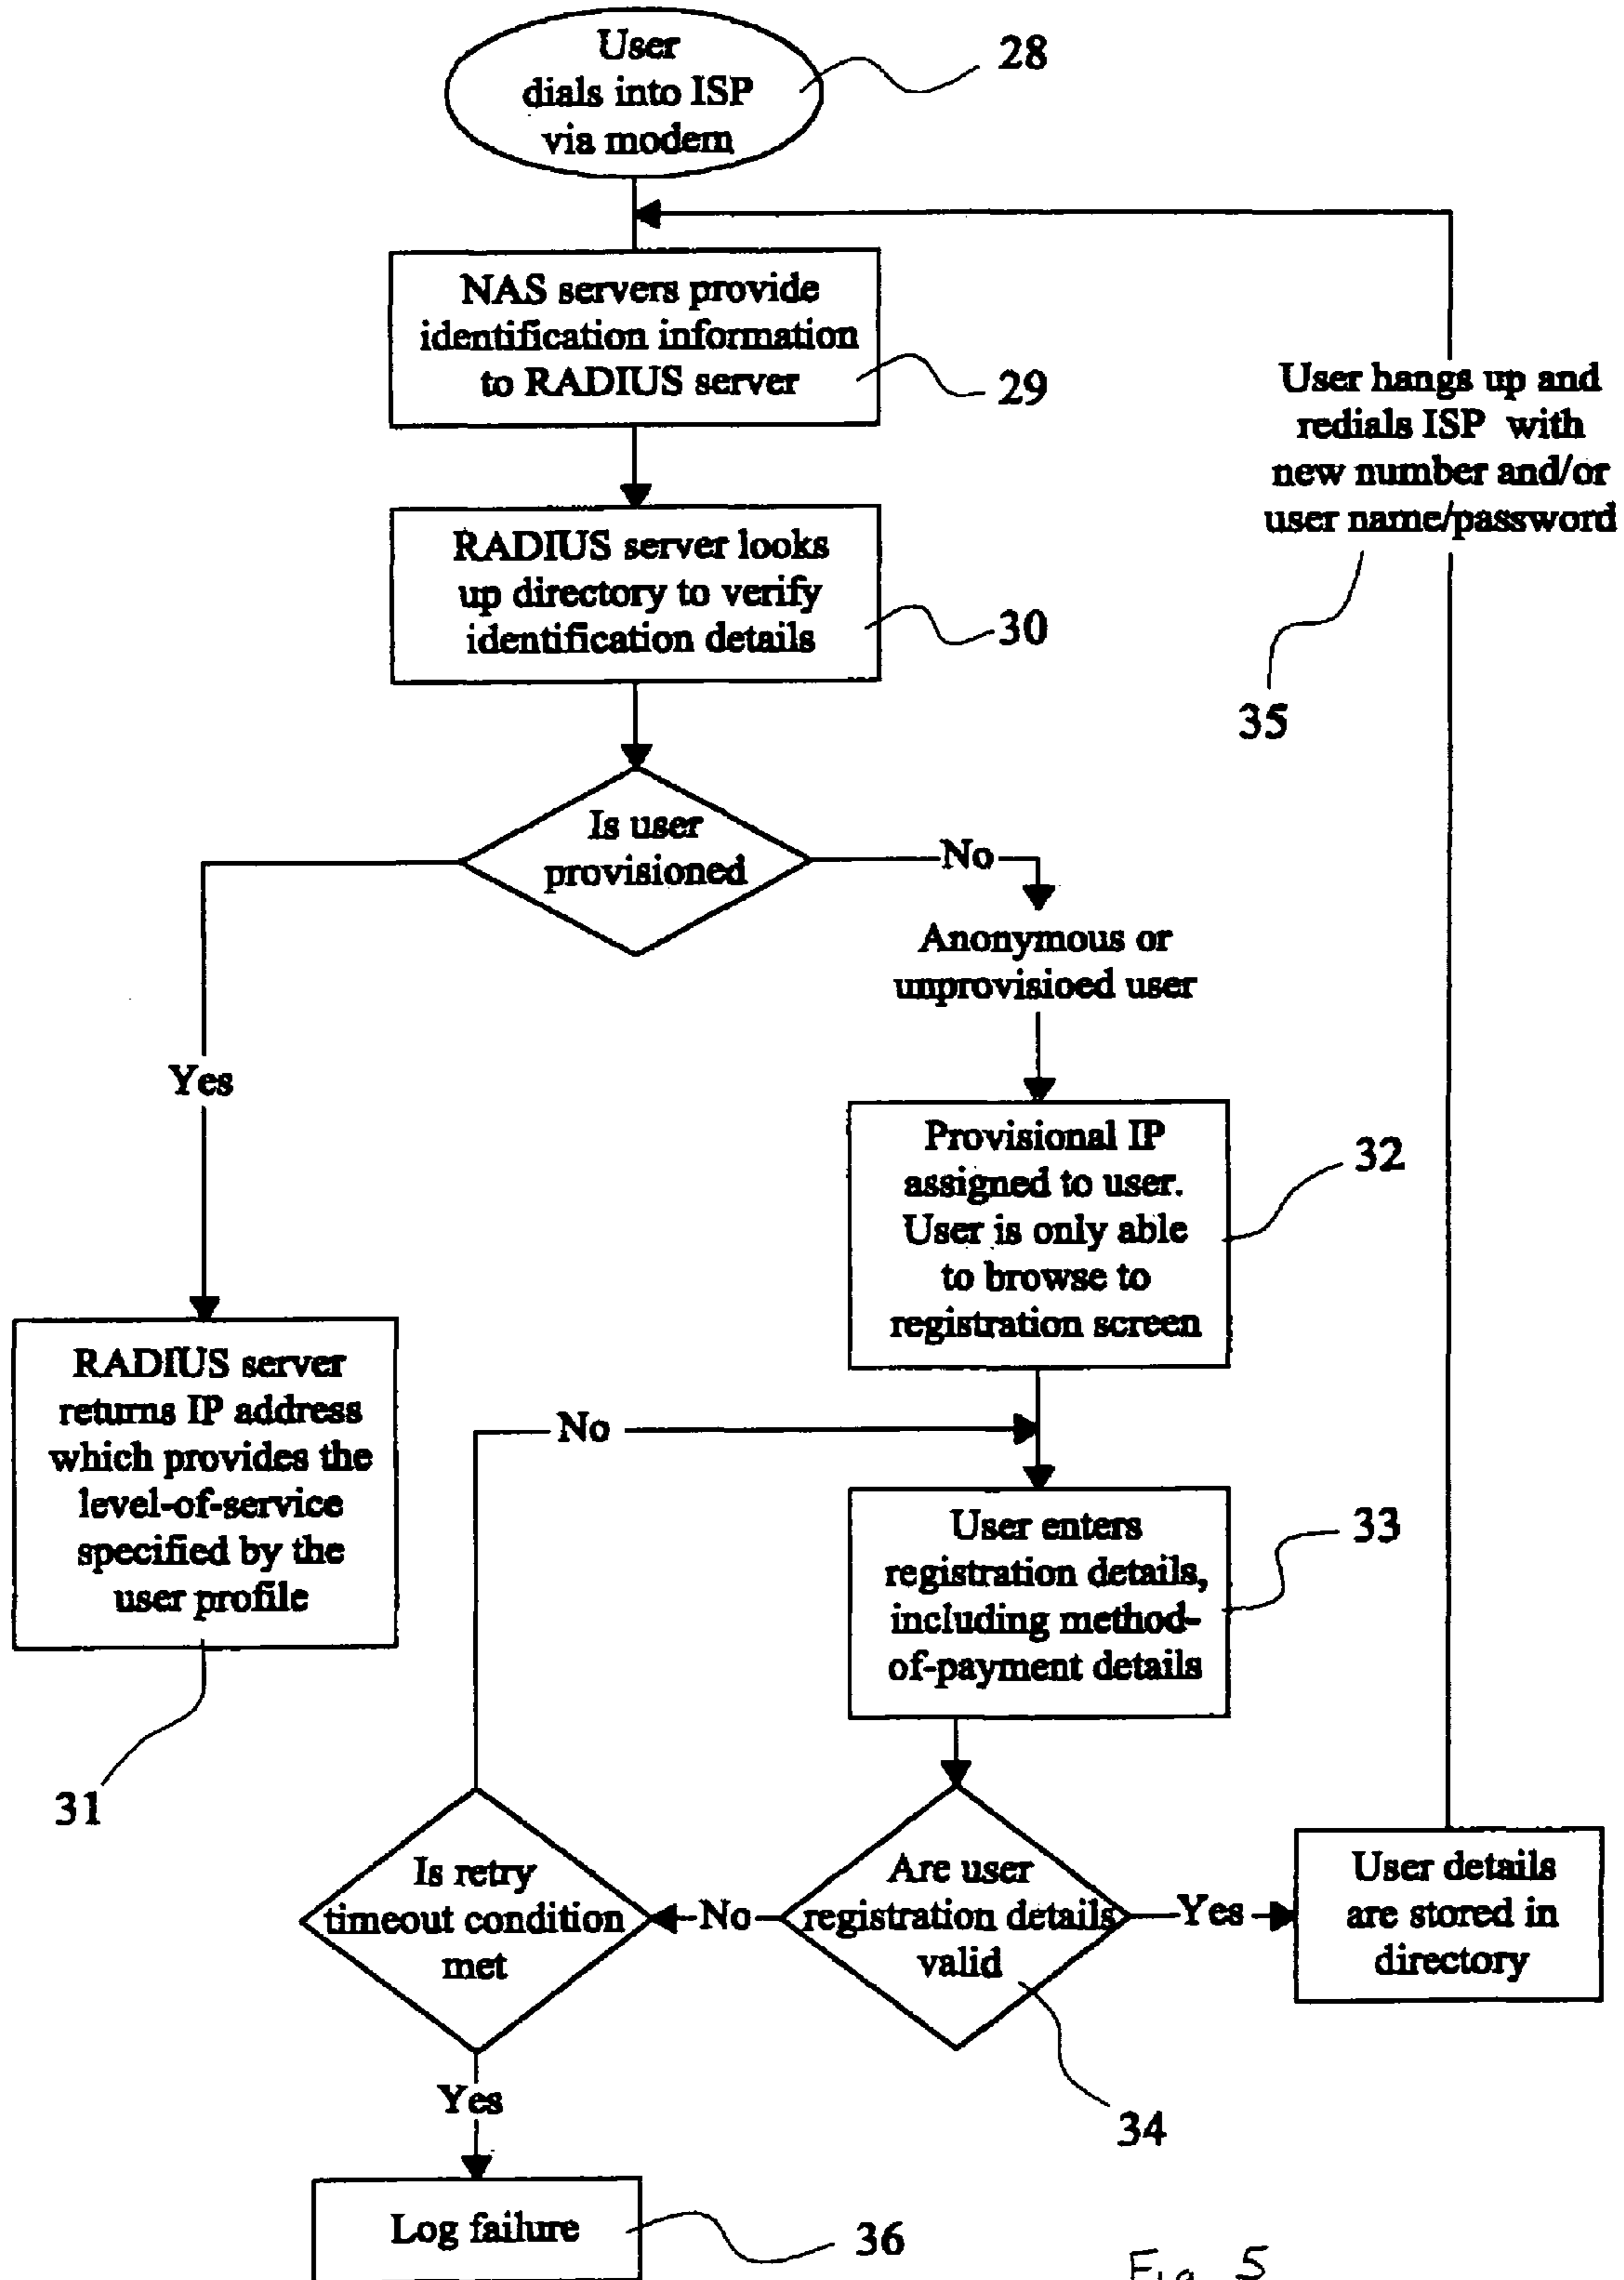 User
dials into ISP
via modem
28
NAS servers provide
identification information
to RADIUS server
29
User hangs up and
redials ISP with
new number and/or
user name/password
35
RADIUS server looks
up directory to verify
identification details
30
Is user
provisioned
No
Anonymous or
unprovisioed user
Yes
Provisional IP
assigned to user.
User is only able
to browse to
registration screen
32
RADIUS server
returns IP address
which provides the
level-of-service
specified by the
user profile
31
No
User enters
registration details,
including method-
of-payment details
33
Is retry
timeout condition
met
No
Are user
registration details
valid
34
Yes
User details
are stored in
directory
Yes
Log failure
36
Fig 5